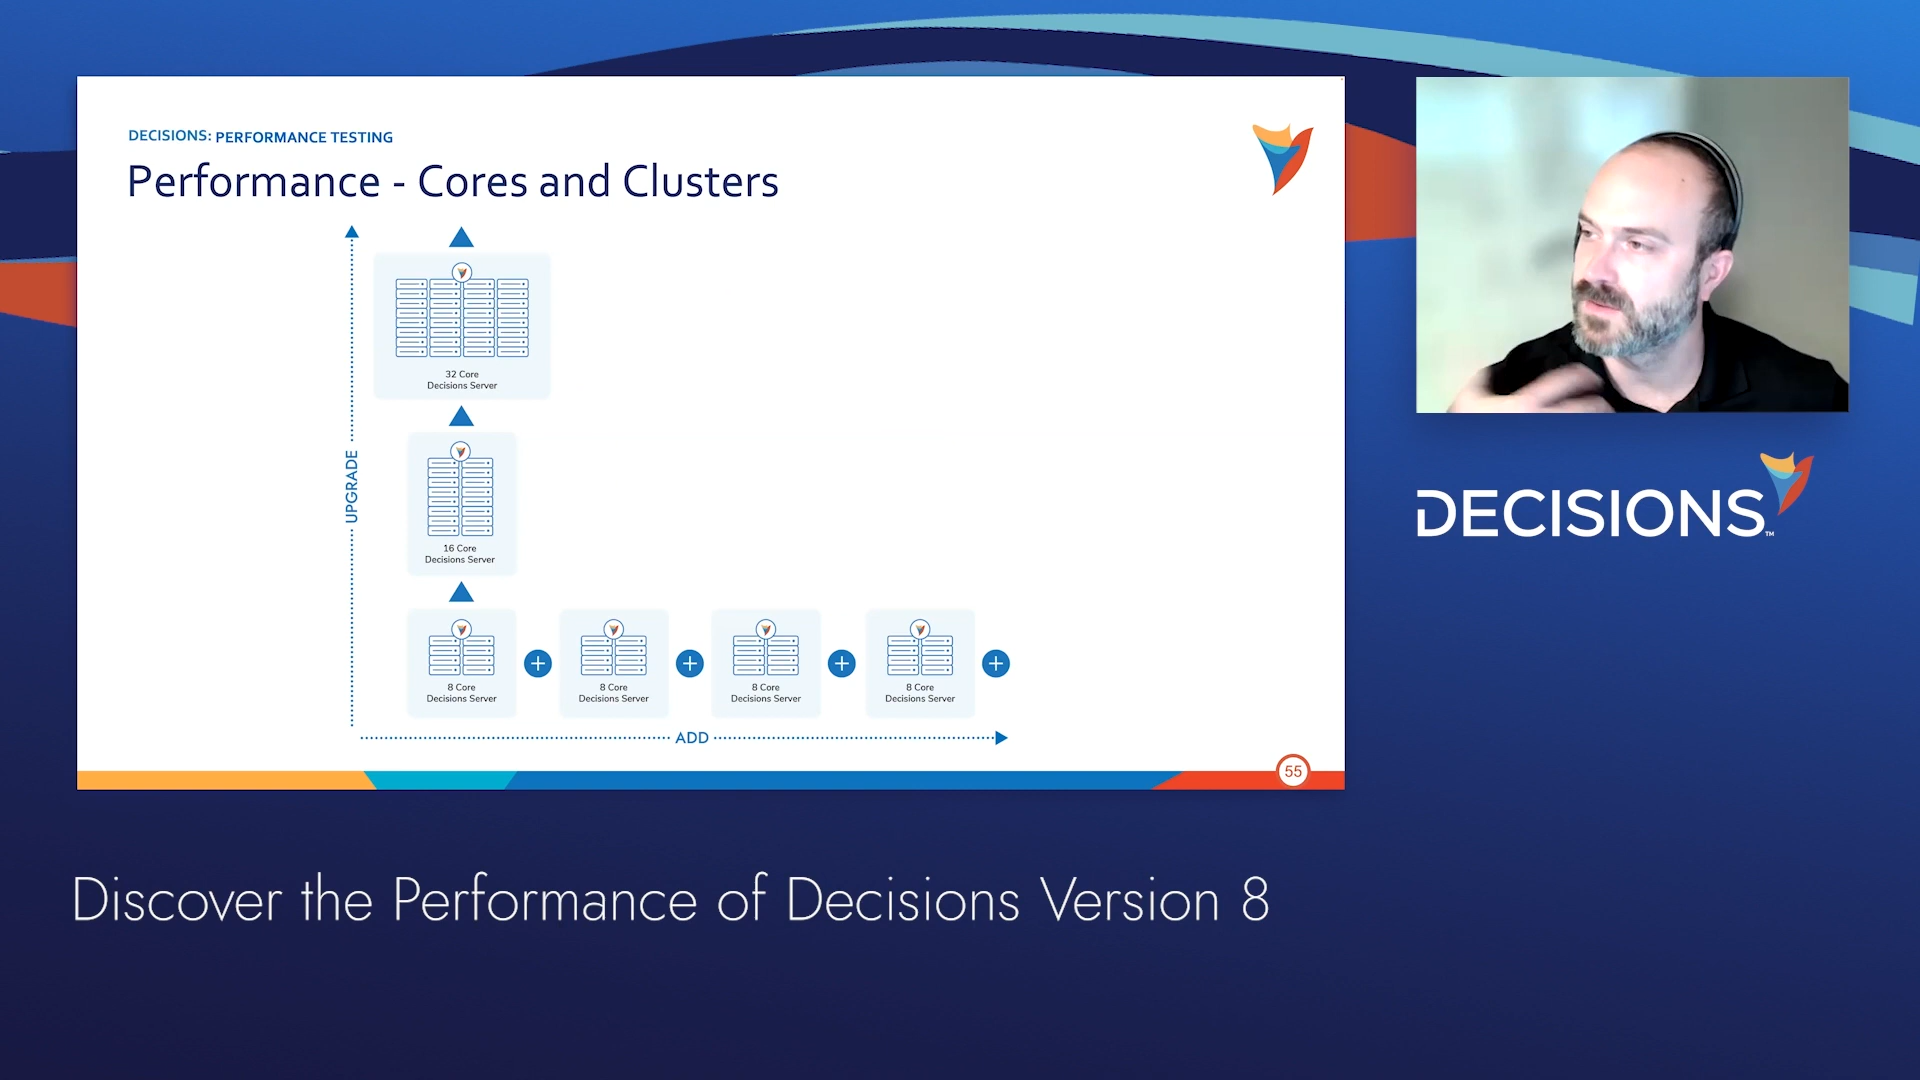 DECISIONS: PERFORMANCE TESTING
Performance - Cores and Clusters
32 Core
Decisions Server
UPGRADE
16 Core
Decisions Server
8 Core
Decisions Server
8 Core
Decisions Server
8 Core
Decisions Server
8 Core
Decisions Server
ADD
55
DECISIONS™
Discover the Performance of Decisions Version 8